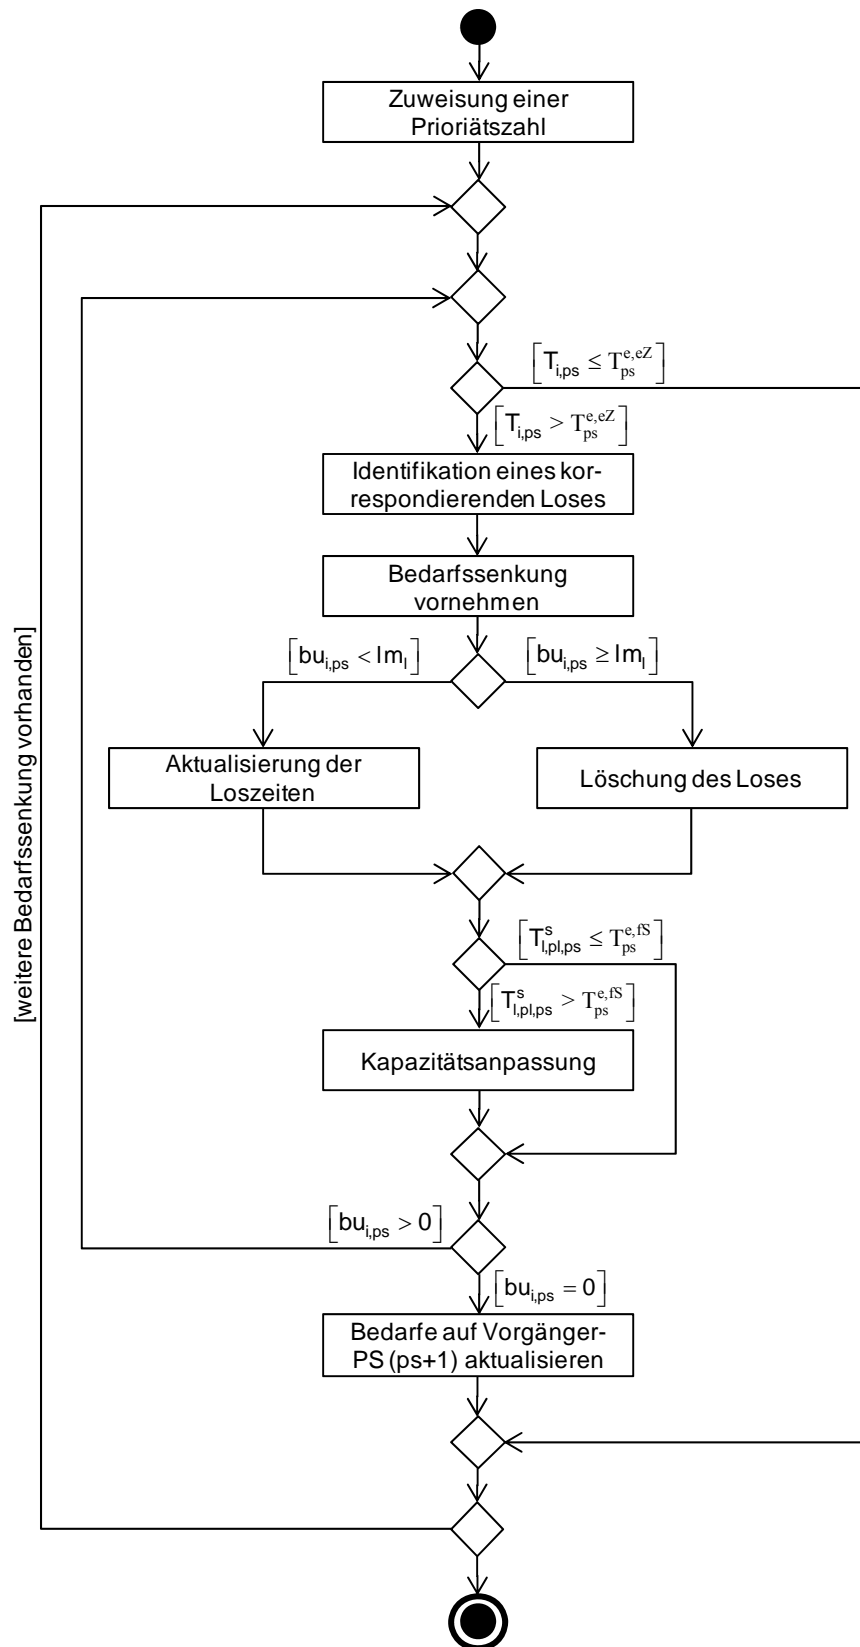 Zuweisung einer
Prioriätszahl
[T_i,ps ≤ T_ps^e,eZ]
[T_i,ps > T_ps^e,eZ]
Identifikation eines kor-
respondierenden Loses
Bedarfssenkung
vornehmen
[bu_i,ps < lm_l]
[bu_i,ps ≥ lm_l]
Aktualisierung der
Loszeiten
Löschung des Loses
[weitere Bedarfssenkung vorhanden]
[T^s_l,pl,ps ≤ T_ps^e,fS]
[T^s_l,pl,ps > T_ps^e,fS]
Kapazitätsanpassung
[bu_i,ps > 0]
[bu_i,ps = 0]
Bedarfe auf Vorgänger-
PS (ps+1) aktualisieren